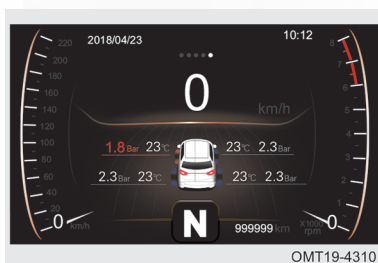 2018/04/23 10:12
220
200
180
160
140
120
100
80
60
40
20
0 km/h
0
km/h
1.8 Bar 23℃ 23℃ 2.3 Bar
2.3 Bar 23℃ 23℃ 2.3 Bar
N
999999 km
8
7
6
5
4
3
2
1
0
X1000
rpm
OMT19-4310